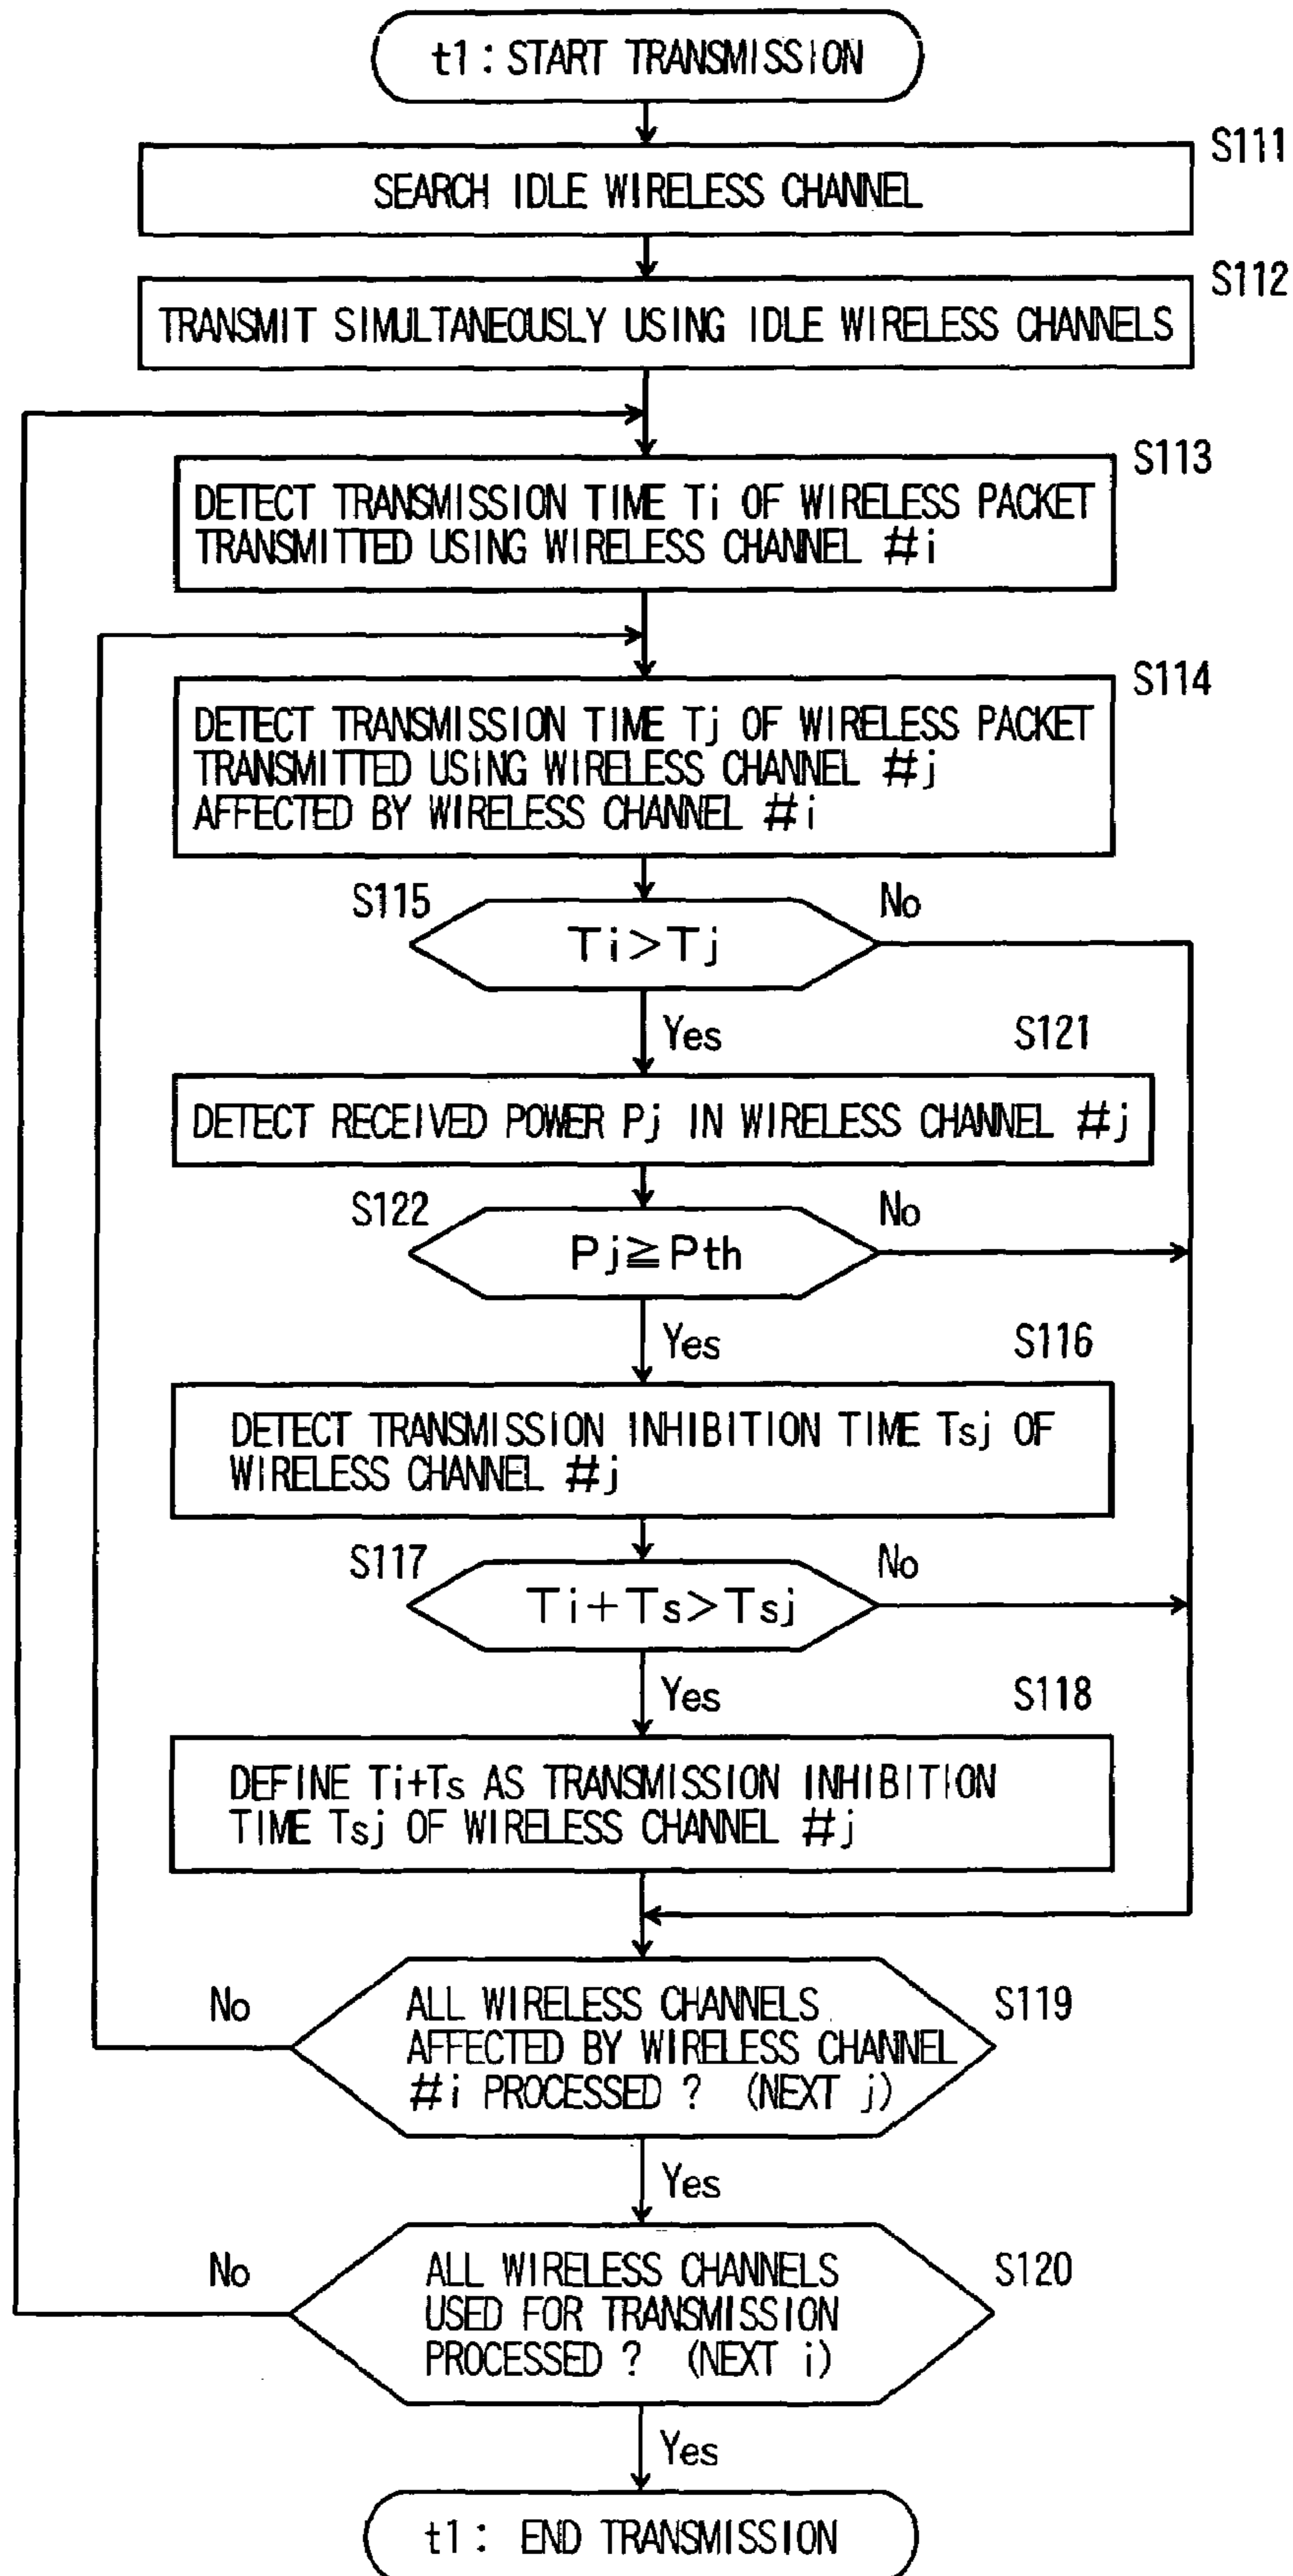 t1: START TRANSMISSION
S111
SEARCH IDLE WIRELESS CHANNEL
S112
TRANSMIT SIMULTANEOUSLY USING IDLE WIRELESS CHANNELS
S113
DETECT TRANSMISSION TIME Ti OF WIRELESS PACKET
TRANSMITTED USING WIRELESS CHANNEL #i
S114
DETECT TRANSMISSION TIME Tj OF WIRELESS PACKET
TRANSMITTED USING WIRELESS CHANNEL #j
AFFECTED BY WIRELESS CHANNEL #i
S115
No
Ti>Tj
Yes
S121
DETECT RECEIVED POWER Pj IN WIRELESS CHANNEL #j
S122
No
Pj≧Pth
Yes
S116
DETECT TRANSMISSION INHIBITION TIME Tsj OF
WIRELESS CHANNEL #j
S117
No
Ti+Ts>Tsj
Yes
S118
DEFINE Ti+Ts AS TRANSMISSION INHIBITION
TIME Tsj OF WIRELESS CHANNEL #j
No
S119
ALL WIRELESS CHANNELS
AFFECTED BY WIRELESS CHANNEL
#i PROCESSED ? (NEXT j)
Yes
No
S120
ALL WIRELESS CHANNELS
USED FOR TRANSMISSION
PROCESSED ? (NEXT i)
Yes
t1: END TRANSMISSION